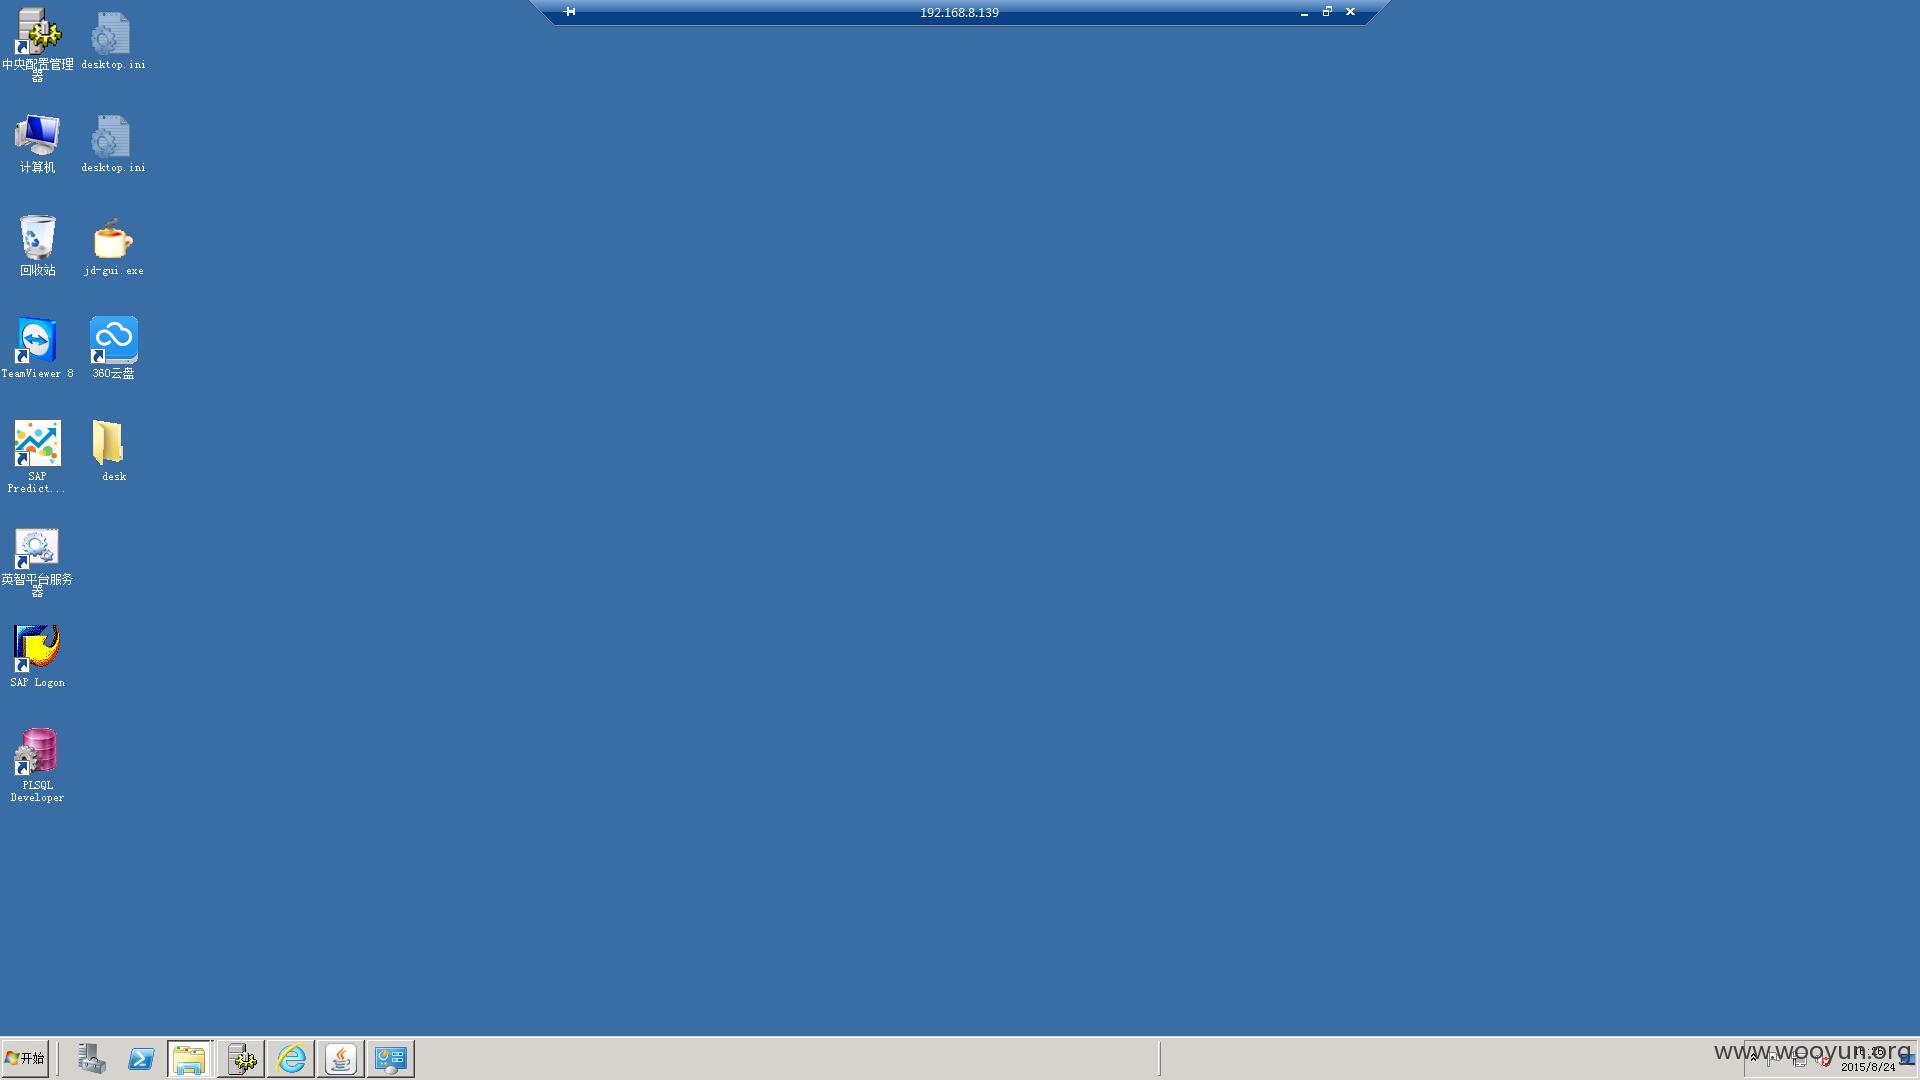 192.168.8.139
中央配置管理
器
desktop.ini
计算机
desktop.ini
回收站
jd-gui.exe
TeamViewer 8
360云盘
SAP
Predict...
desk
英智平台服务
器
SAP Logon
PLSQL
Developer
开始
www.wooyun.org
2015/8/24